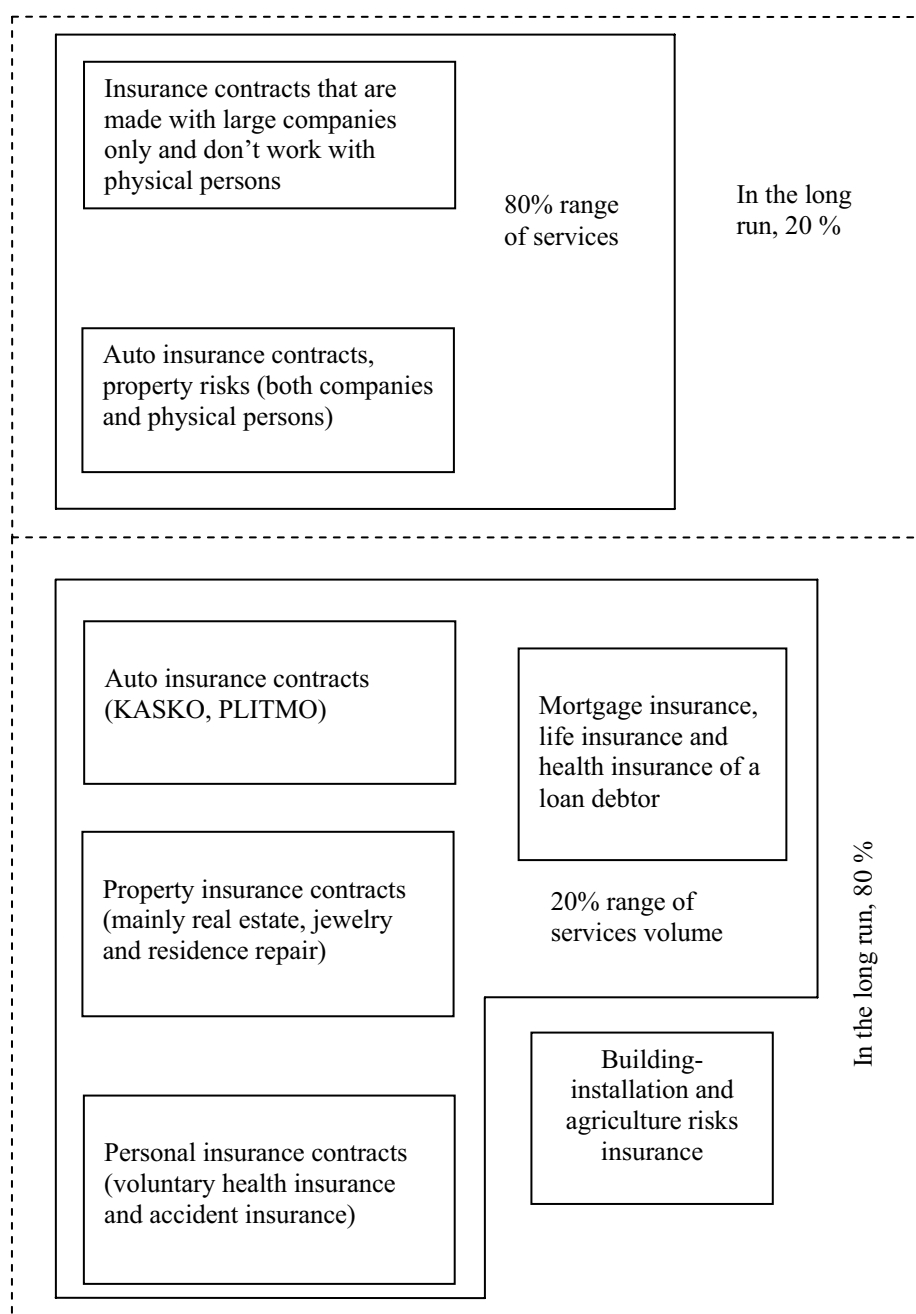 Insurance contracts that are
made with large companies
only and don’t work with
physical persons
80% range
of services
In the long
run, 20 %
Auto insurance contracts,
property risks (both companies
and physical persons)
Auto insurance contracts
(KASKO, PLITMO)
Mortgage insurance,
life insurance and
health insurance of a
loan debtor
Property insurance contracts
(mainly real estate, jewelry
and residence repair)
20% range of
services volume
In the long run, 80 %
Building-
installation and
agriculture risks
insurance
Personal insurance contracts
(voluntary health insurance
and accident insurance)